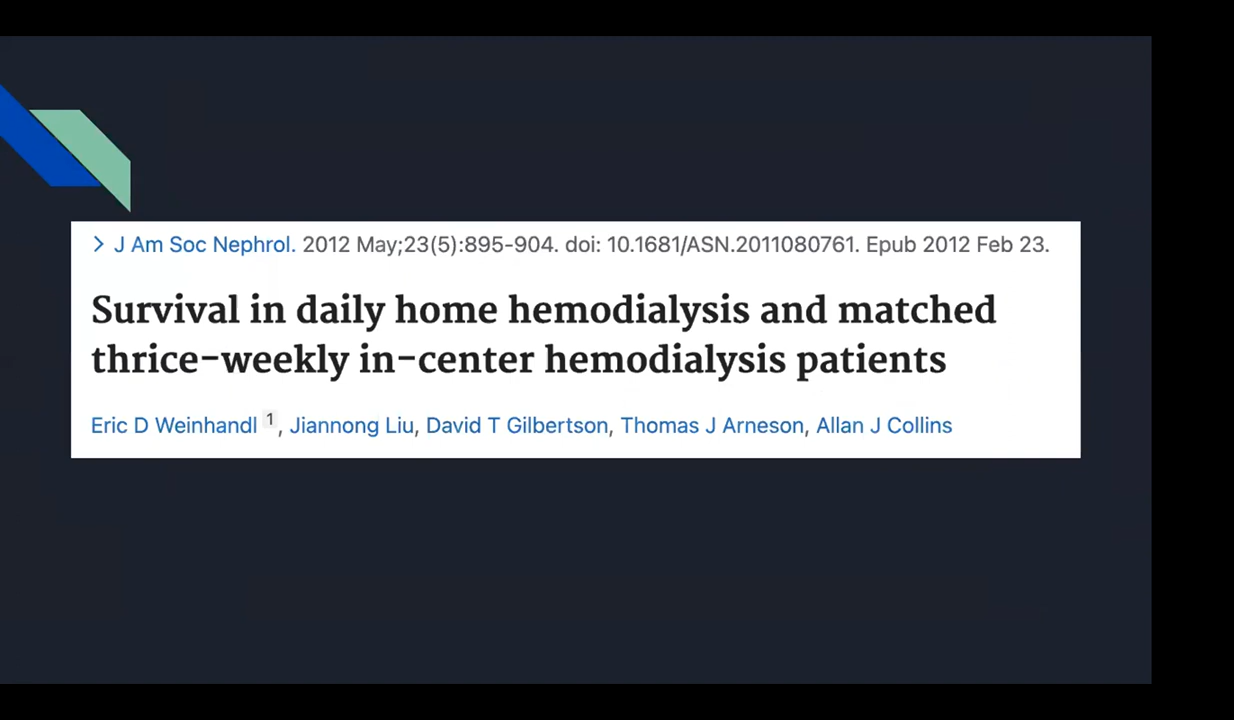 > J Am Soc Nephrol. 2012 May;23(5):895-904. doi: 10.1681/ASN.2011080761. Epub 2012 Feb 23.
Survival in daily home hemodialysis and matched
thrice-weekly in-center hemodialysis patients
Eric D Weinhandl 1, Jiannong Liu, David T Gilbertson, Thomas J Arneson, Allan J Collins